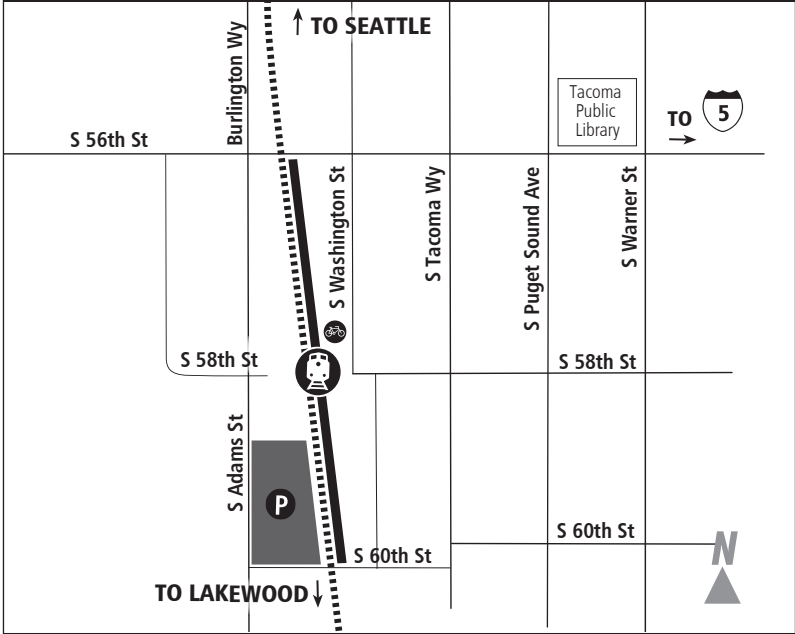 TO SEATTLE
Burlington Wy
Tacoma
Public
Library
TO
5
S 56th St
S Washington St
S Tacoma Wy
S Puget Sound Ave
S Warner St
S 58th St
S 58th St
S Adams St
P
S 60th St
S 60th St
N
TO LAKEWOOD